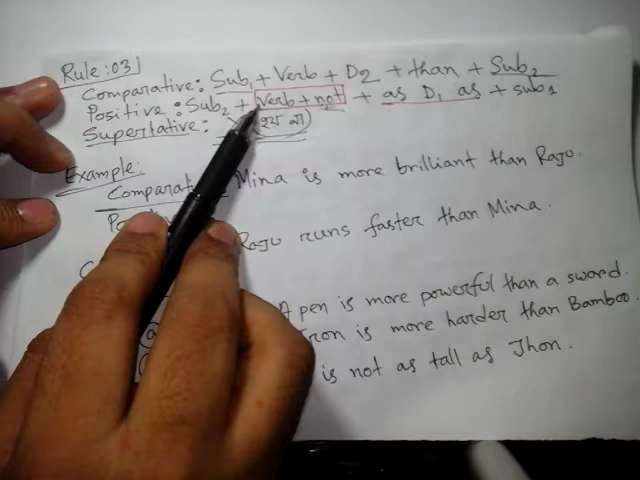 Rule: 03
Comparative: Sub1 + Verb + D2 + than + Sub2
Positive: Sub2 + Verb + not + as D1 as + sub1
Superlative: (হয় না)
Example:
Mina is more brilliant than Raju.
Raju runs faster than Mina.
A pen is more powerful than a sword.
Iron is more harder than Bamboo.
is not as tall as Jhon.